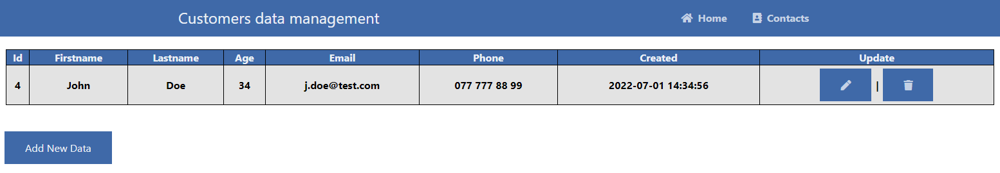 Customers data management Home Contacts
Id Firstname Lastname Age Email Phone Created Update
4 John Doe 34 j.doe@test.com 077 777 88 99 2022-07-01 14:34:56 |
Add New Data